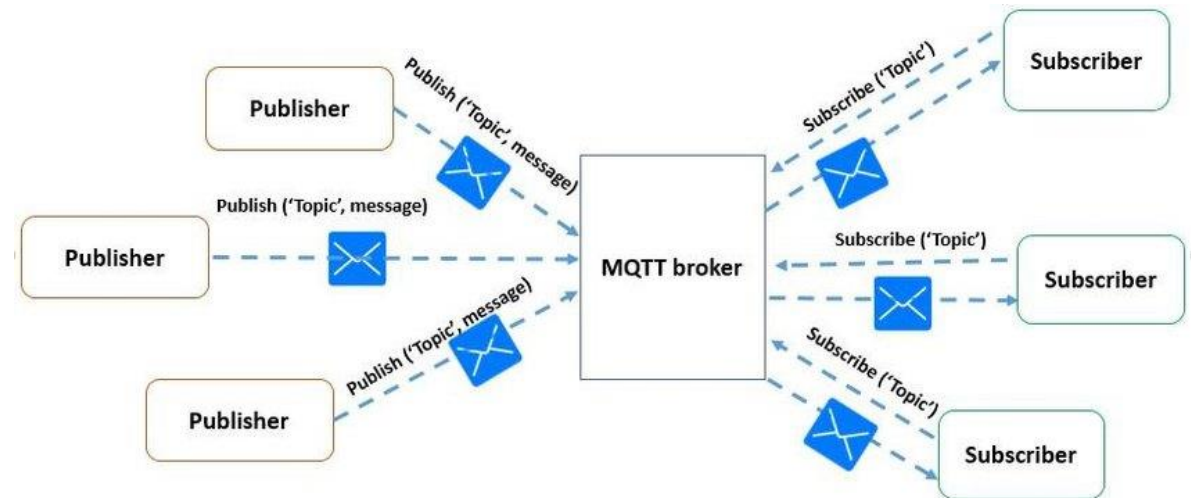 Publisher
Publish (‘Topic’, message)
Publish (‘Topic’, message)
Publisher
Publish (‘Topic’, message)
Publisher
MQTT broker
Subscribe (‘Topic’)
Subscriber
Subscribe (‘Topic’)
Subscriber
Subscribe (‘Topic’)
Subscriber